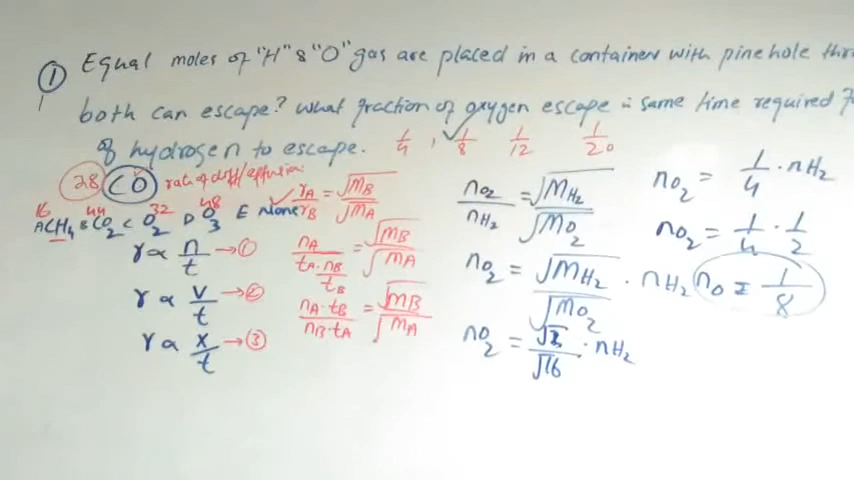 ① Equal moles of "H" & "O" gas are placed in a container with pinehole thr
both can escape? what fraction of oxygen escape in same time required f
of hydrogen to escape. 1/4 , ✓1/8 1/12 1/20
28 CO rate of diff/effusion ✓ rA/rB = √MB/√MA
16 44 32 48
A CH4 B CO2 C O2 D O3 E None
r ∝ n/t → ①
r ∝ v/t → ②
r ∝ x/t → ③
nA/tA · nB/tB = √MB/√MA
nA·tB/nB·tA = √MB/√MA
nO2/nH2 = √MH2/√MO2
nO2 = √MH2/√MO2 · nH2
nO2 = √2/√16 · nH2
nO2 = 1/4 · nH2
nO2 = 1/4 · 1/2
nO = 1/8